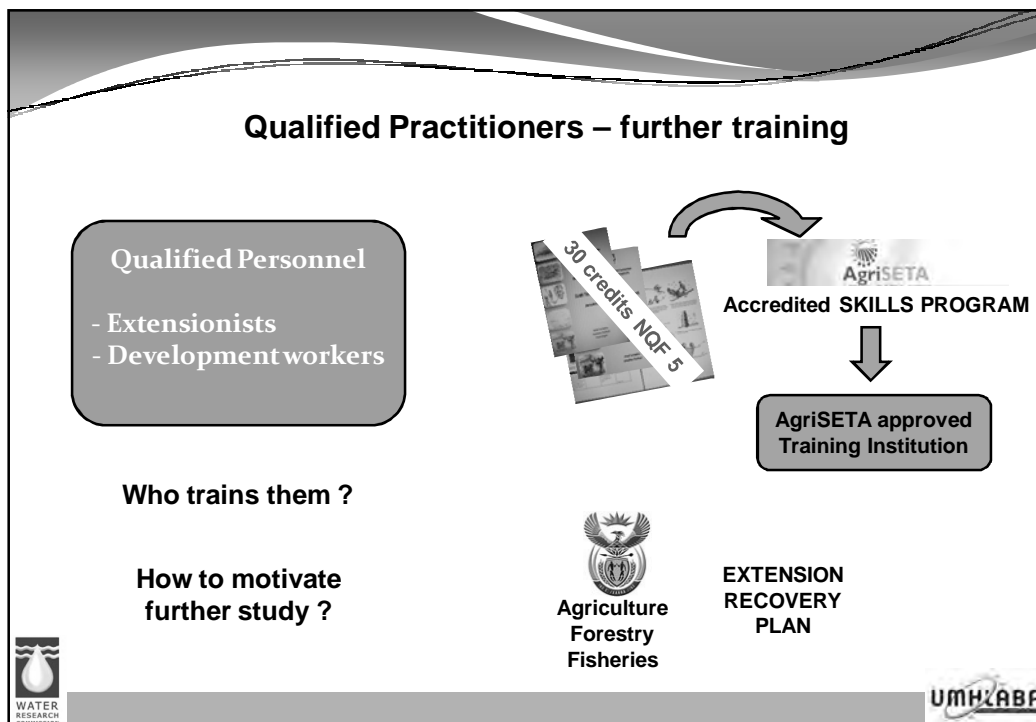 Qualified Practitioners – further training
Qualified Personnel
- Extensionists
- Development workers
30 credits NQF 5
AgriSETA
Accredited SKILLS PROGRAM
AgriSETA approved
Training Institution
Who trains them ?
How to motivate
further study ?
Agriculture
Forestry
Fisheries
EXTENSION
RECOVERY
PLAN
WATER
RESEARCH